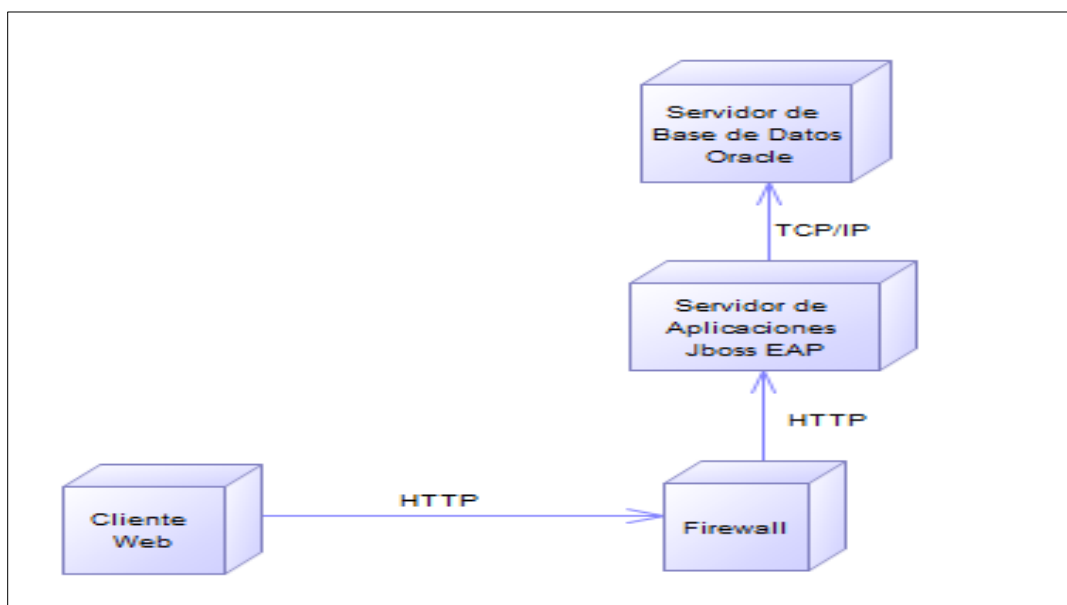 Servidor de
Base de Datos
Oracle
TCP/IP
Servidor de
Aplicaciones
Jboss EAP
HTTP
Cliente
Web
HTTP
Firewall